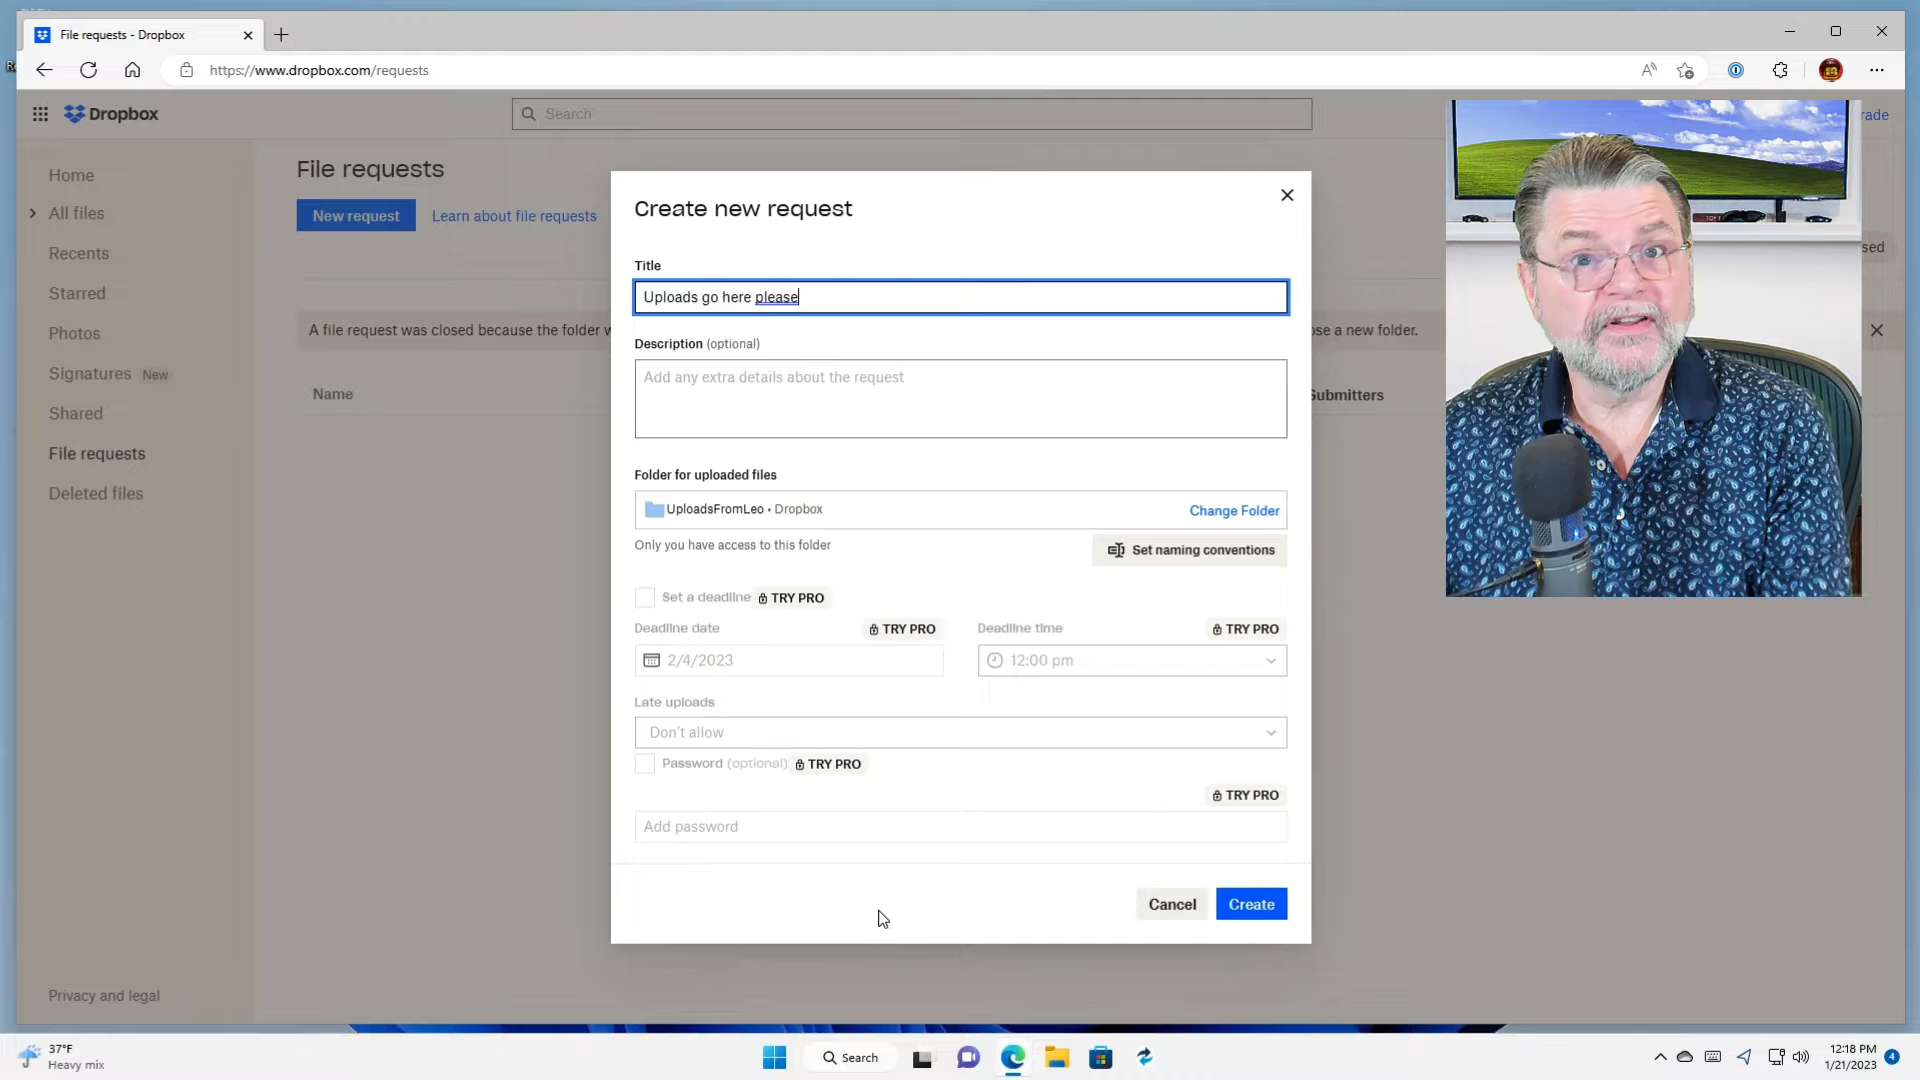 File requests - Dropbox
https://www.dropbox.com/requests
Dropbox
Search
rade
Home
All files
Recents
Starred
Photos
Signatures New
Shared
File requests
Deleted files
Privacy and legal
File requests
New request
Learn about file requests
sed
A file request was closed because the folder w
ose a new folder.
Name
Submitters
Create new request
Title
Uploads go here please
Description (optional)
Add any extra details about the request
Folder for uploaded files
UploadsFromLeo • Dropbox
Change Folder
Only you have access to this folder
Set naming conventions
Set a deadline TRY PRO
Deadline date TRY PRO
Deadline time TRY PRO
2/4/2023
12:00 pm
Late uploads
Don't allow
Password (optional) TRY PRO
TRY PRO
Add password
Cancel
Create
37°F
Heavy mix
Search
12:18 PM
1/21/2023
4